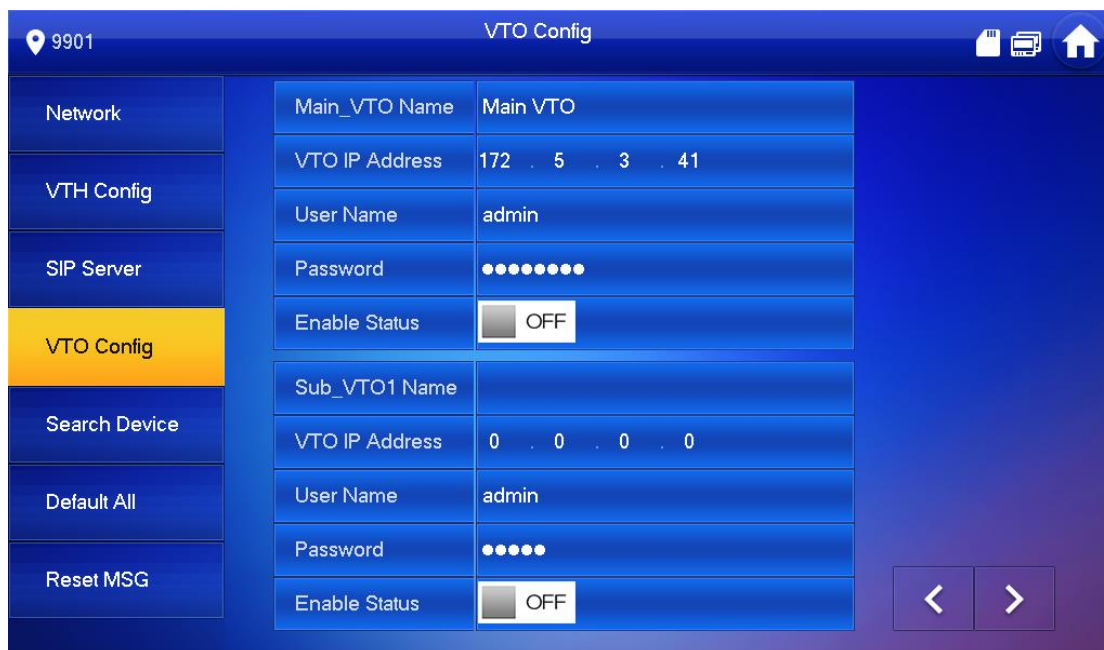 9901
VTO Config
Network
VTH Config
SIP Server
VTO Config
Search Device
Default All
Reset MSG
Main_VTO Name Main VTO
VTO IP Address 172 . 5 . 3 . 41
User Name admin
Password ●●●●●●●●
Enable Status OFF
Sub_VTO1 Name
VTO IP Address 0 . 0 . 0 . 0
User Name admin
Password ●●●●●
Enable Status OFF